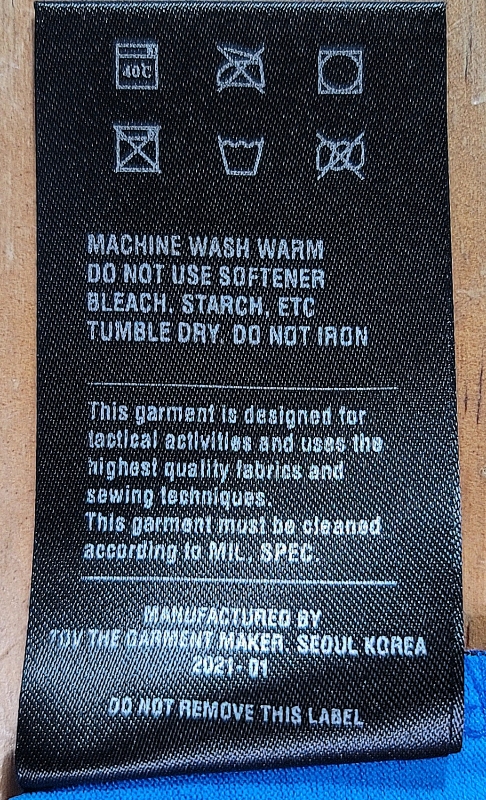 40℃
MACHINE WASH WARM
DO NOT USE SOFTENER
BLEACH, STARCH, ETC
TUMBLE DRY. DO NOT IRON
This garment is designed for
tactical activities and uses the
highest quality fabrics and
sewing techniques.
This garment must be cleaned
according to MIL. SPEC.
MANUFACTURED BY
THE GARMENT MAKER. SEOUL KOREA
2021-01
DO NOT REMOVE THIS LABEL